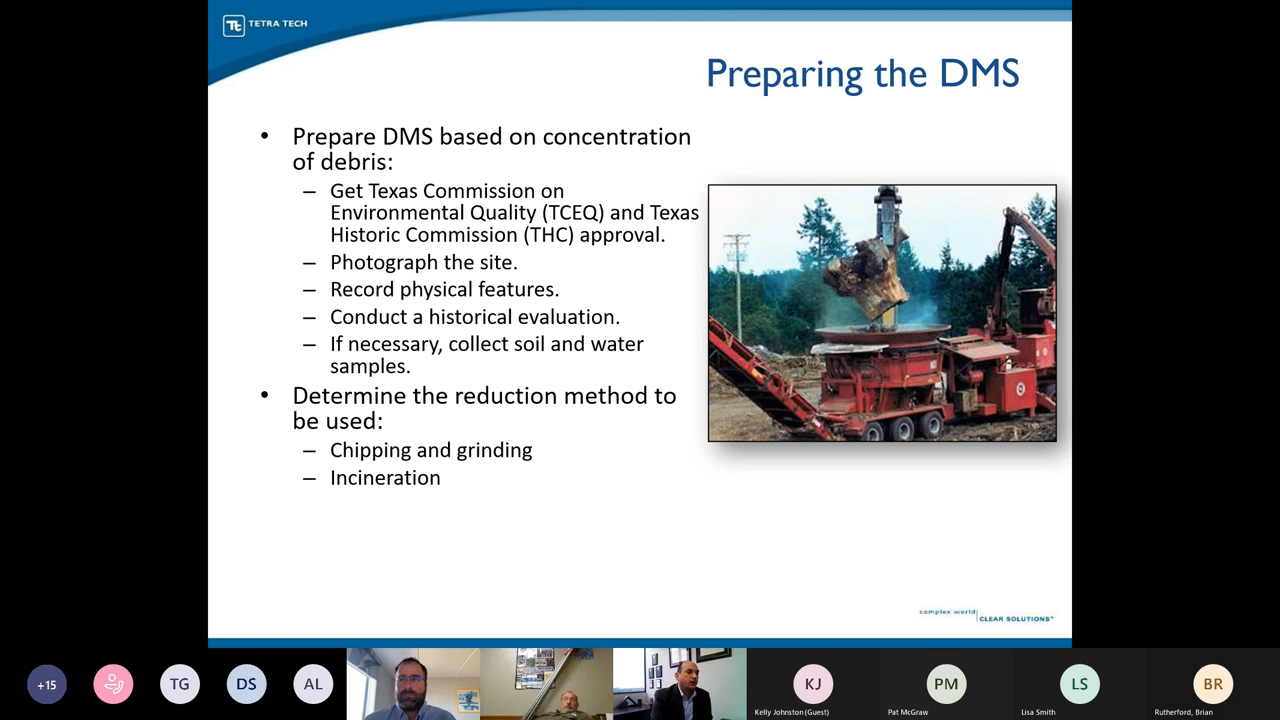 TETRA TECH
Preparing the DMS
• Prepare DMS based on concentration
of debris:
– Get Texas Commission on
Environmental Quality (TCEQ) and Texas
Historic Commission (THC) approval.
– Photograph the site.
– Record physical features.
– Conduct a historical evaluation.
– If necessary, collect soil and water
samples.
• Determine the reduction method to
be used:
– Chipping and grinding
– Incineration
complex world
CLEAR SOLUTIONS™
+15
TG
DS
AL
KJ
Kelly Johnston (Guest)
PM
Pat McGraw
LS
Lisa Smith
BR
Rutherford, Brian